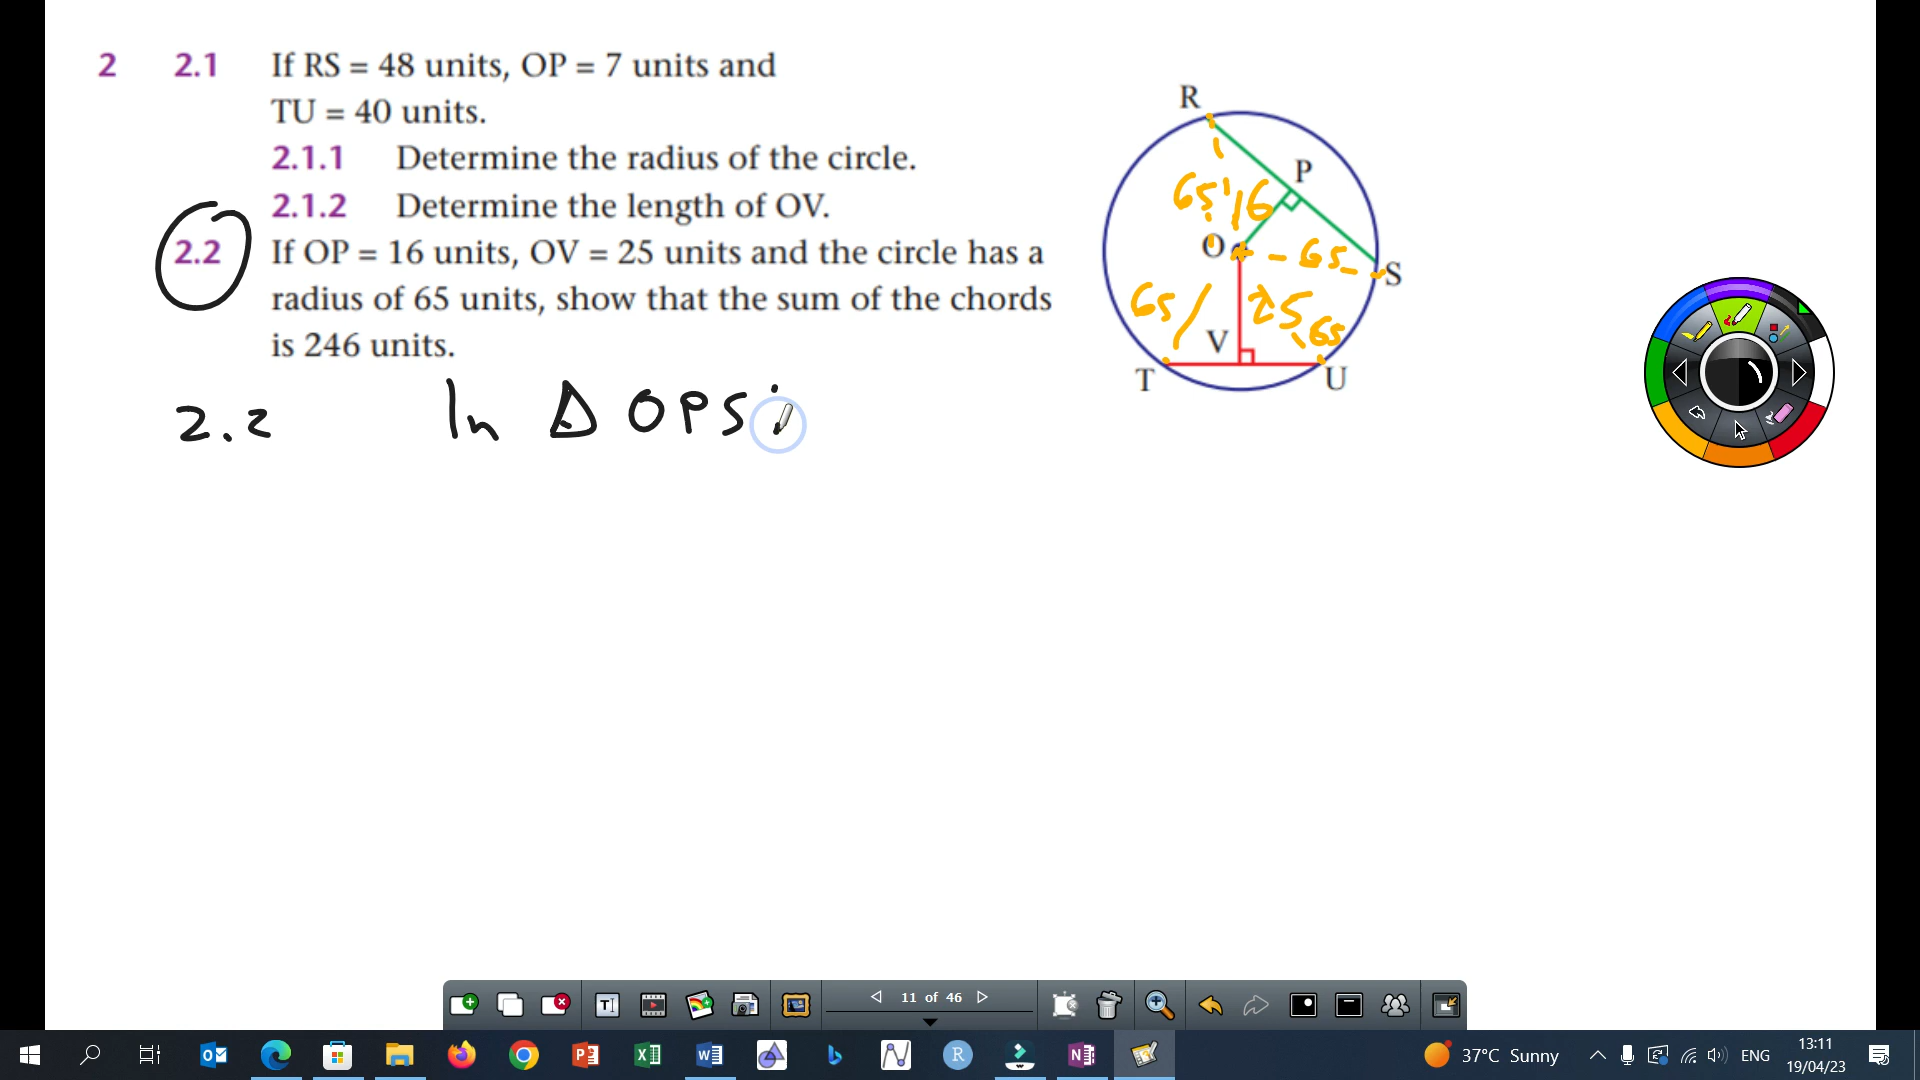 2 2.1 If RS = 48 units, OP = 7 units and
TU = 40 units.
2.1.1 Determine the radius of the circle.
2.1.2 Determine the length of OV.
2.2 If OP = 16 units, OV = 25 units and the circle has a
radius of 65 units, show that the sum of the chords
is 246 units.
R
P
65 16
O 65 S
65 25 65
V
T U
2.2 In Δ OPS:
11 of 46
37°C Sunny ENG 13:11
19/04/23